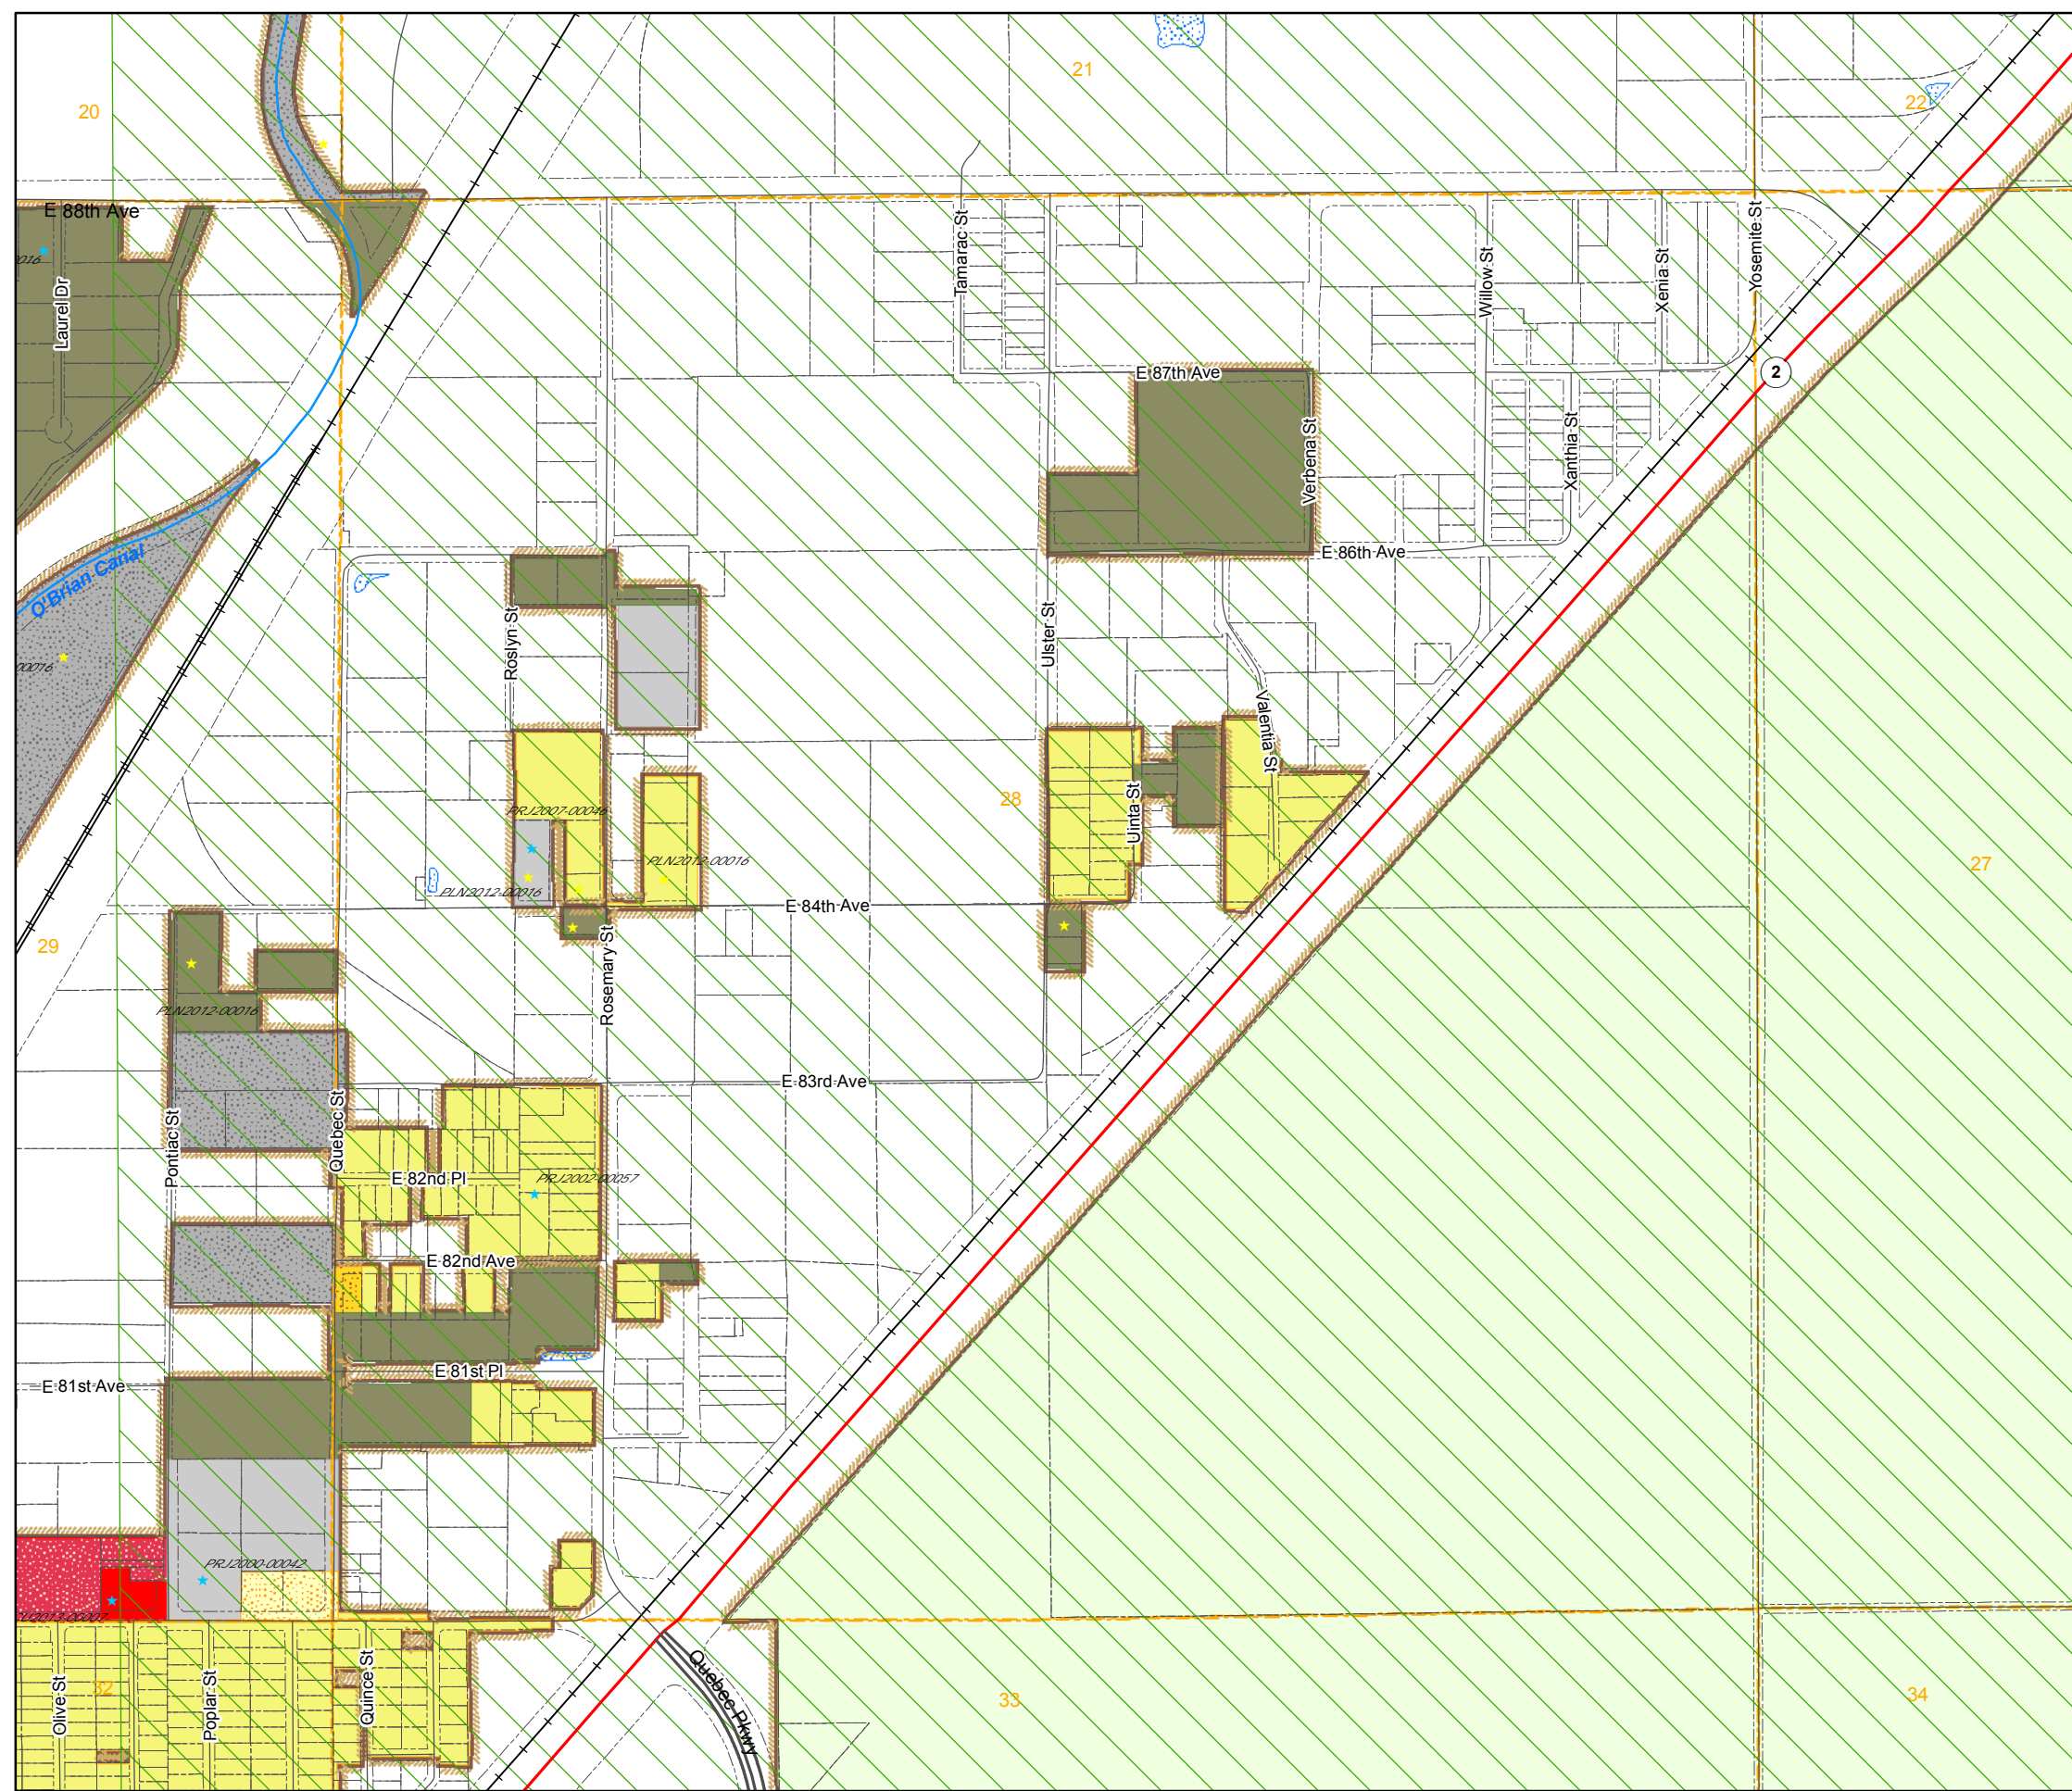 21
20
22
E 88th Ave
Tamarac St
Willow St
Xenia St
Yosemite St
016
Laurel Dr
2
E 87th Ave
Verbena St
Xanthia St
E 86th Ave
O'Brian Canal
Roslyn St
Ulster St
00016
Valentia St
28
Uinta St
PRJ2007-00046
PLN2012-00016
PLN2012-00016
27
E 84th Ave
29
Rosemary St
PLN2012-00016
E 83rd Ave
Pontiac St
Quebec St
E 82nd Pl
PRJ2002-00057
E 82nd Ave
E 81st Pl
E 81st Ave
PRJ2000-00042
2013-00007
Olive St
32
Poplar St
Quince St
Quebec Pkwy
33
34